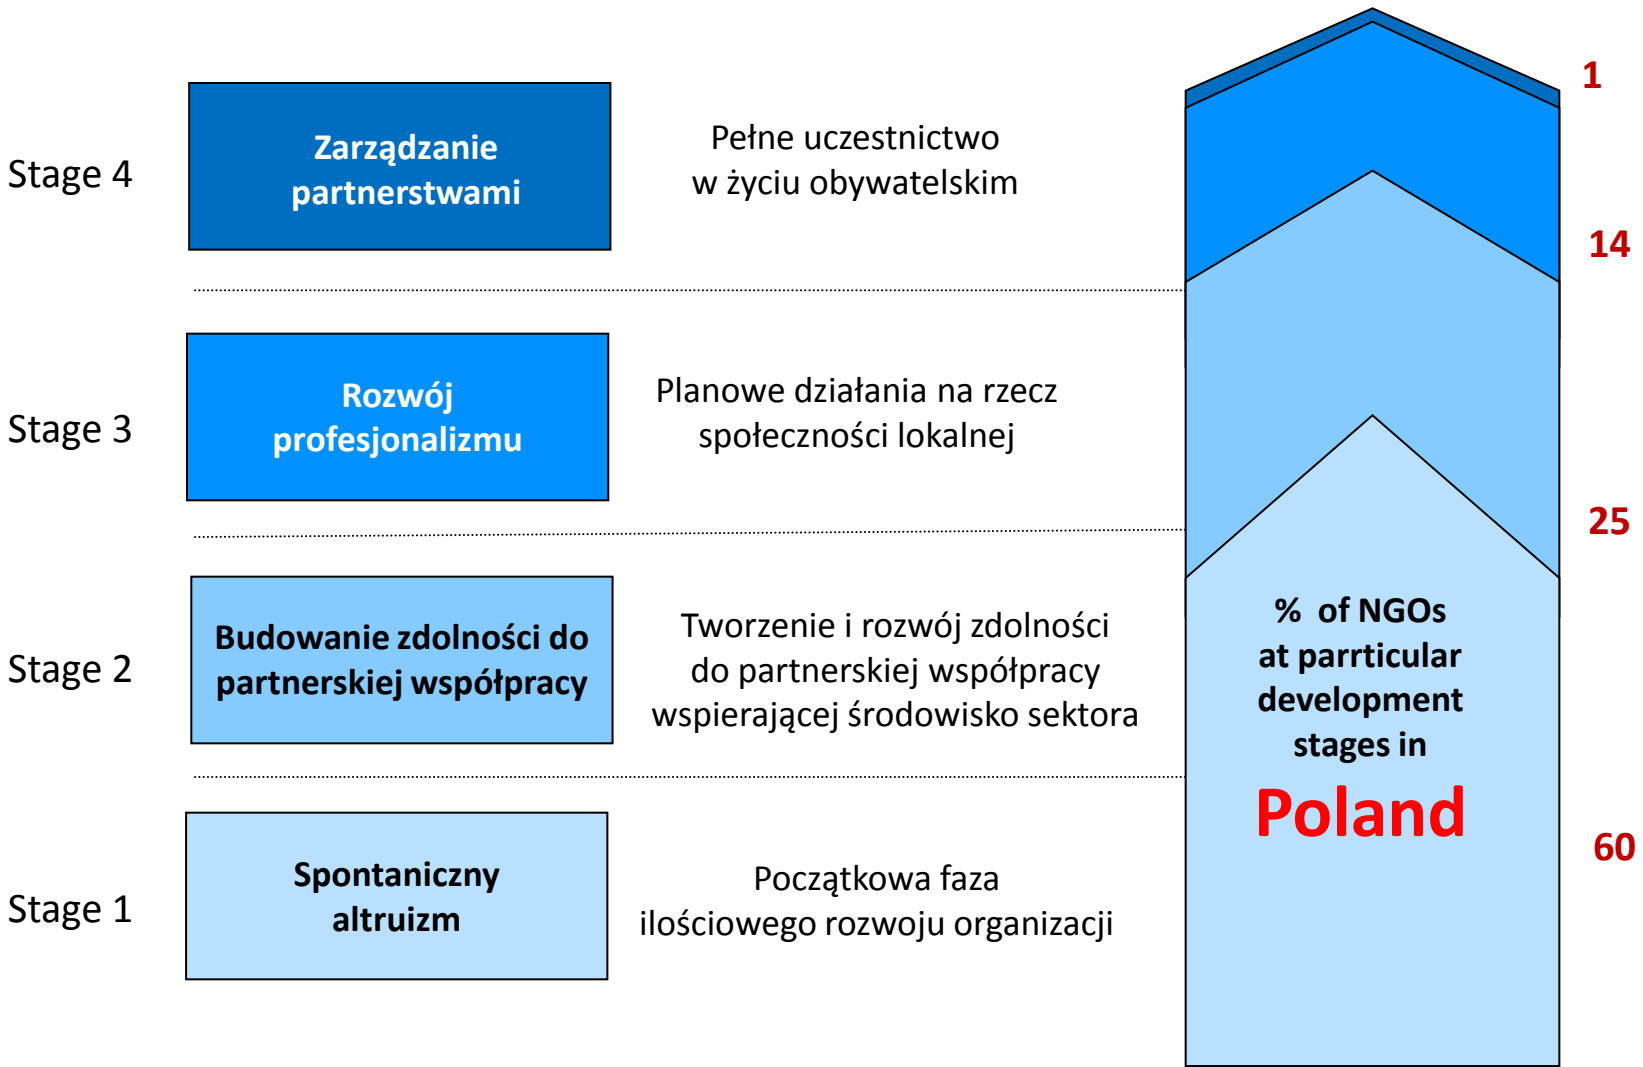 1
Stage 4
Zarządzanie
partnerstwami
Pełne uczestnictwo
w życiu obywatelskim
14
Stage 3
Rozwój
profesjonalizmu
Planowe działania na rzecz
społeczności lokalnej
25
Stage 2
Budowanie zdolności do
partnerskiej współpracy
Tworzenie i rozwój zdolności
do partnerskiej współpracy
wspierającej środowisko sektora
% of NGOs
at parrticular
development
stages in
Poland
60
Stage 1
Spontaniczny
altruizm
Początkowa faza
ilościowego rozwoju organizacji